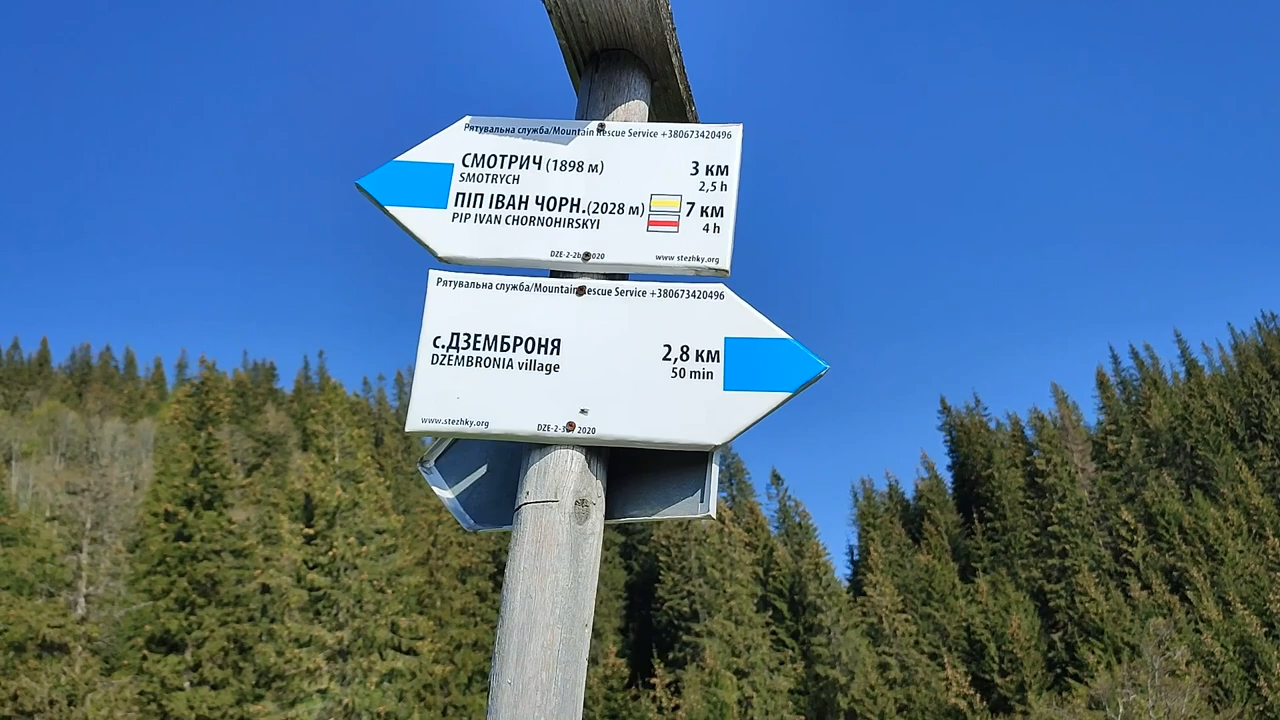 Рятувальна служба/Mountain Rescue Service +380673420496
СМОТРИЧ (1898 м) 3 км
SMOTRYCH 2,5 h
ПІП ІВАН ЧОРН.(2028 м) 7 км
PIP IVAN CHORNOHIRSKYI 4 h
www.stezhky.org
Рятувальна служба/Mountain Rescue Service +380673420496
с.ДЗЕМБРОНЯ 2,8 км
DZEMBRONIA village 50 min
www.stezhky.org 2020